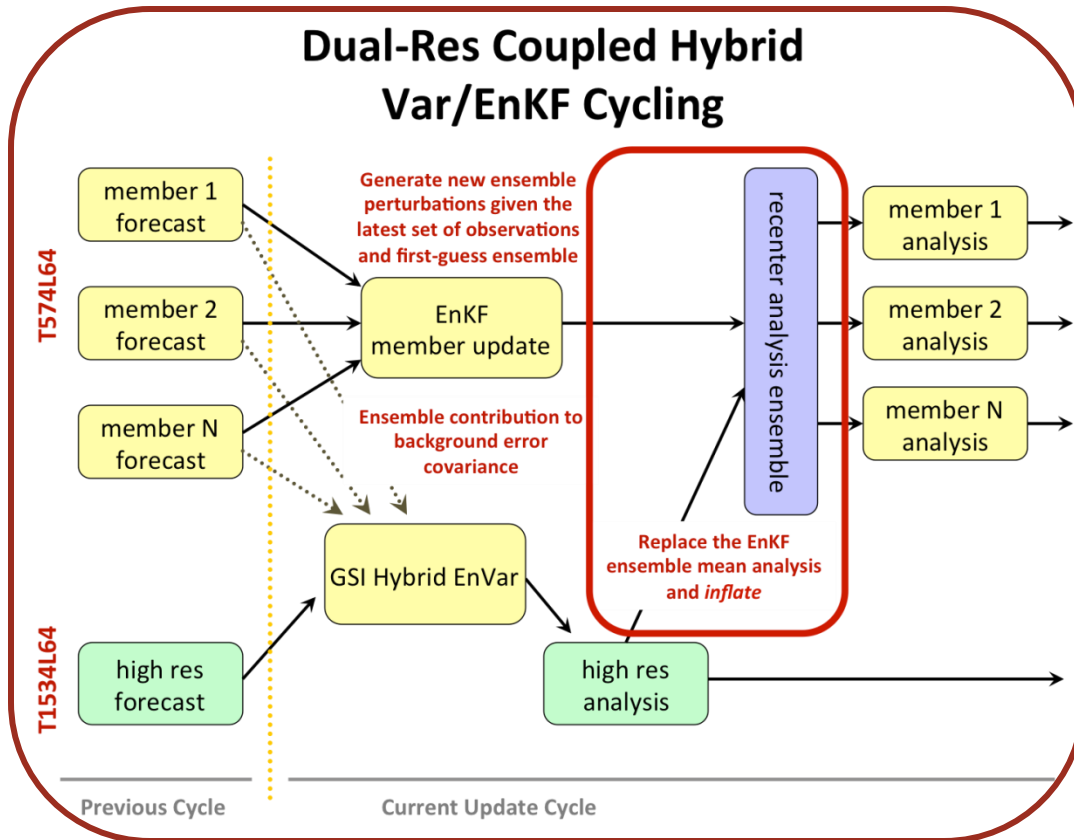 Dual-Res Coupled Hybrid
Var/EnKF Cycling
T574L64
member 1
forecast
member 2
forecast
member N
forecast
Generate new ensemble
perturbations given the
latest set of observations
and first-guess ensemble
EnKF
member update
Ensemble contribution to
background error
covariance
recenter analysis ensemble
member 1
analysis
member 2
analysis
member N
analysis
Replace the EnKF
ensemble mean analysis
and inflate
GSI Hybrid EnVar
T1534L64
high res
forecast
high res
analysis
Previous Cycle
Current Update Cycle